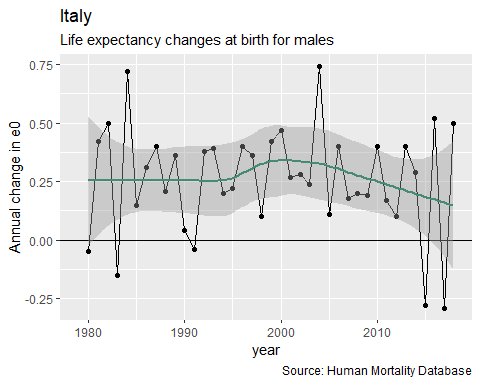 Italy
Life expectancy changes at birth for males
Annual change in e0
0.75
0.50
0.25
0.00
-0.25
1980
1990
2000
2010
year
Source: Human Mortality Database